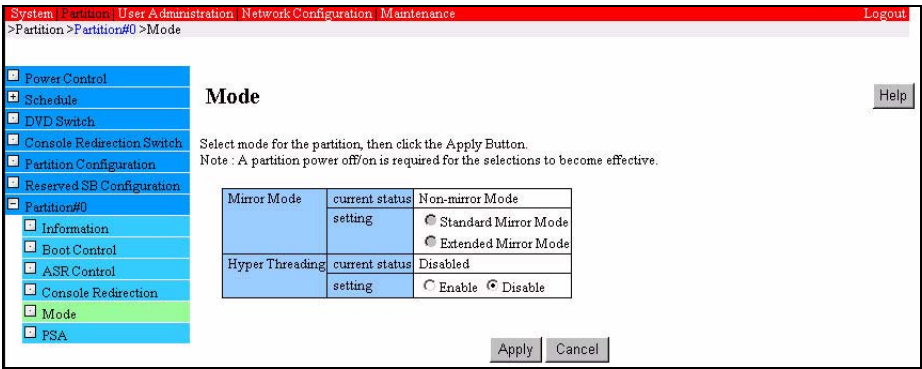 System Partition User Administration Network Configuration Maintenance Logout
>Partition >Partition#0 >Mode
Power Control
Schedule
DVD Switch
Console Redirection Switch
Partition Configuration
Reserved SB Configuration
Partition#0
Information
Boot Control
ASR Control
Console Redirection
Mode
PSA
Mode
Help
Select mode for the partition, then click the Apply Button.
Note : A partition power off/on is required for the selections to become effective.
Mirror Mode current status Non-mirror Mode
setting Standard Mirror Mode
Extended Mirror Mode
Hyper Threading current status Disabled
setting Enable Disable
Apply Cancel